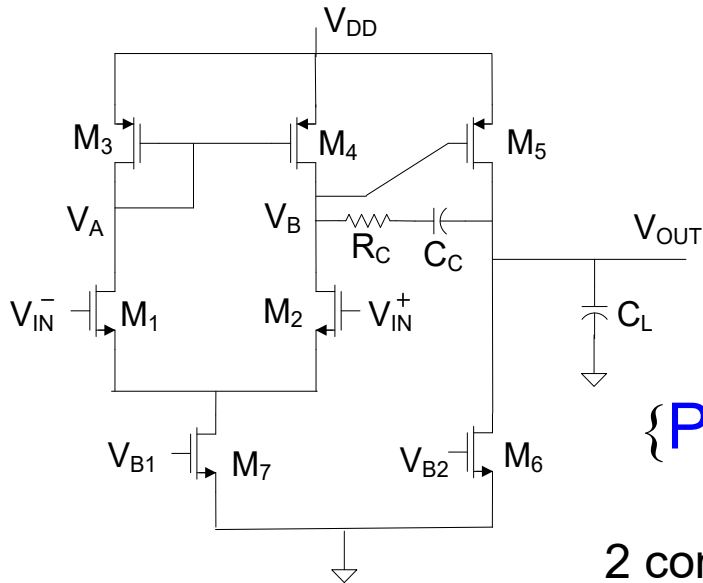 V_DD
M_3
M_4
M_5
V_A
V_B
R_C
C_C
V_OUT
V_IN^-
M_1
M_2
V_IN^+
C_L
{P
V_B1
M_7
V_B2
M_6
2 cor